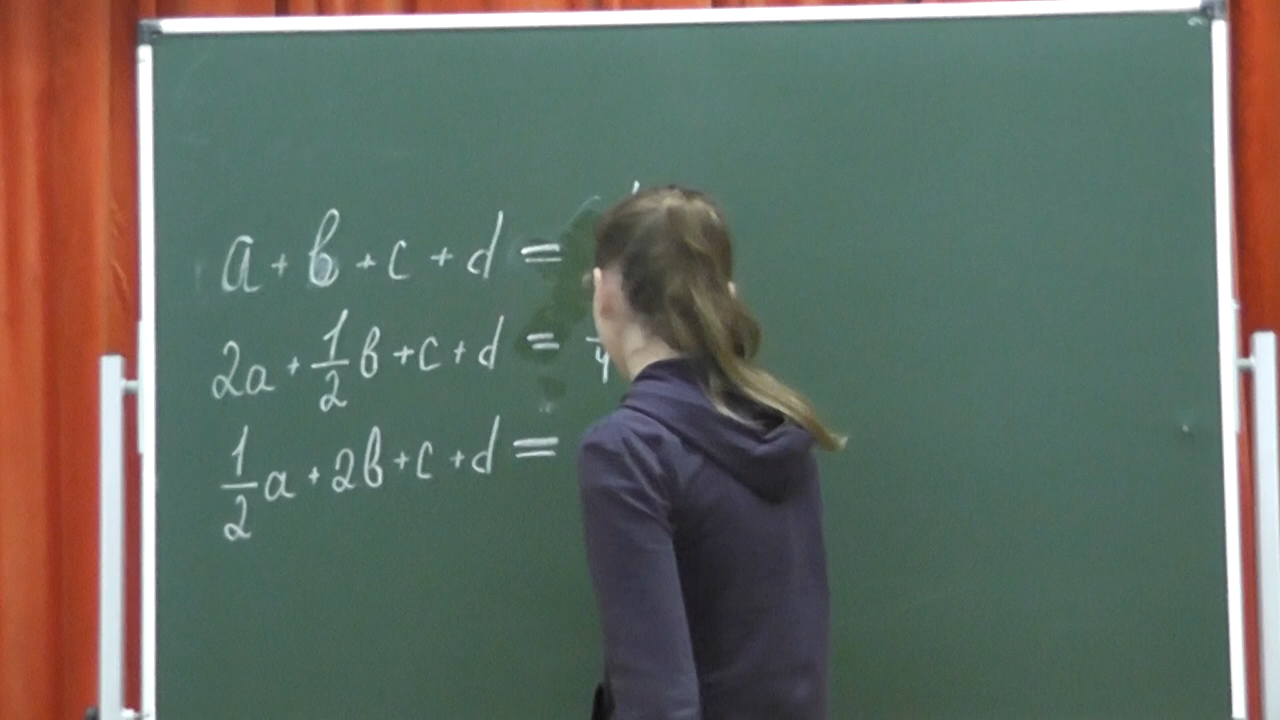 a + b + c + d =
2a + 1/2 b + c + d = 
1/2 a + 2b + c + d =